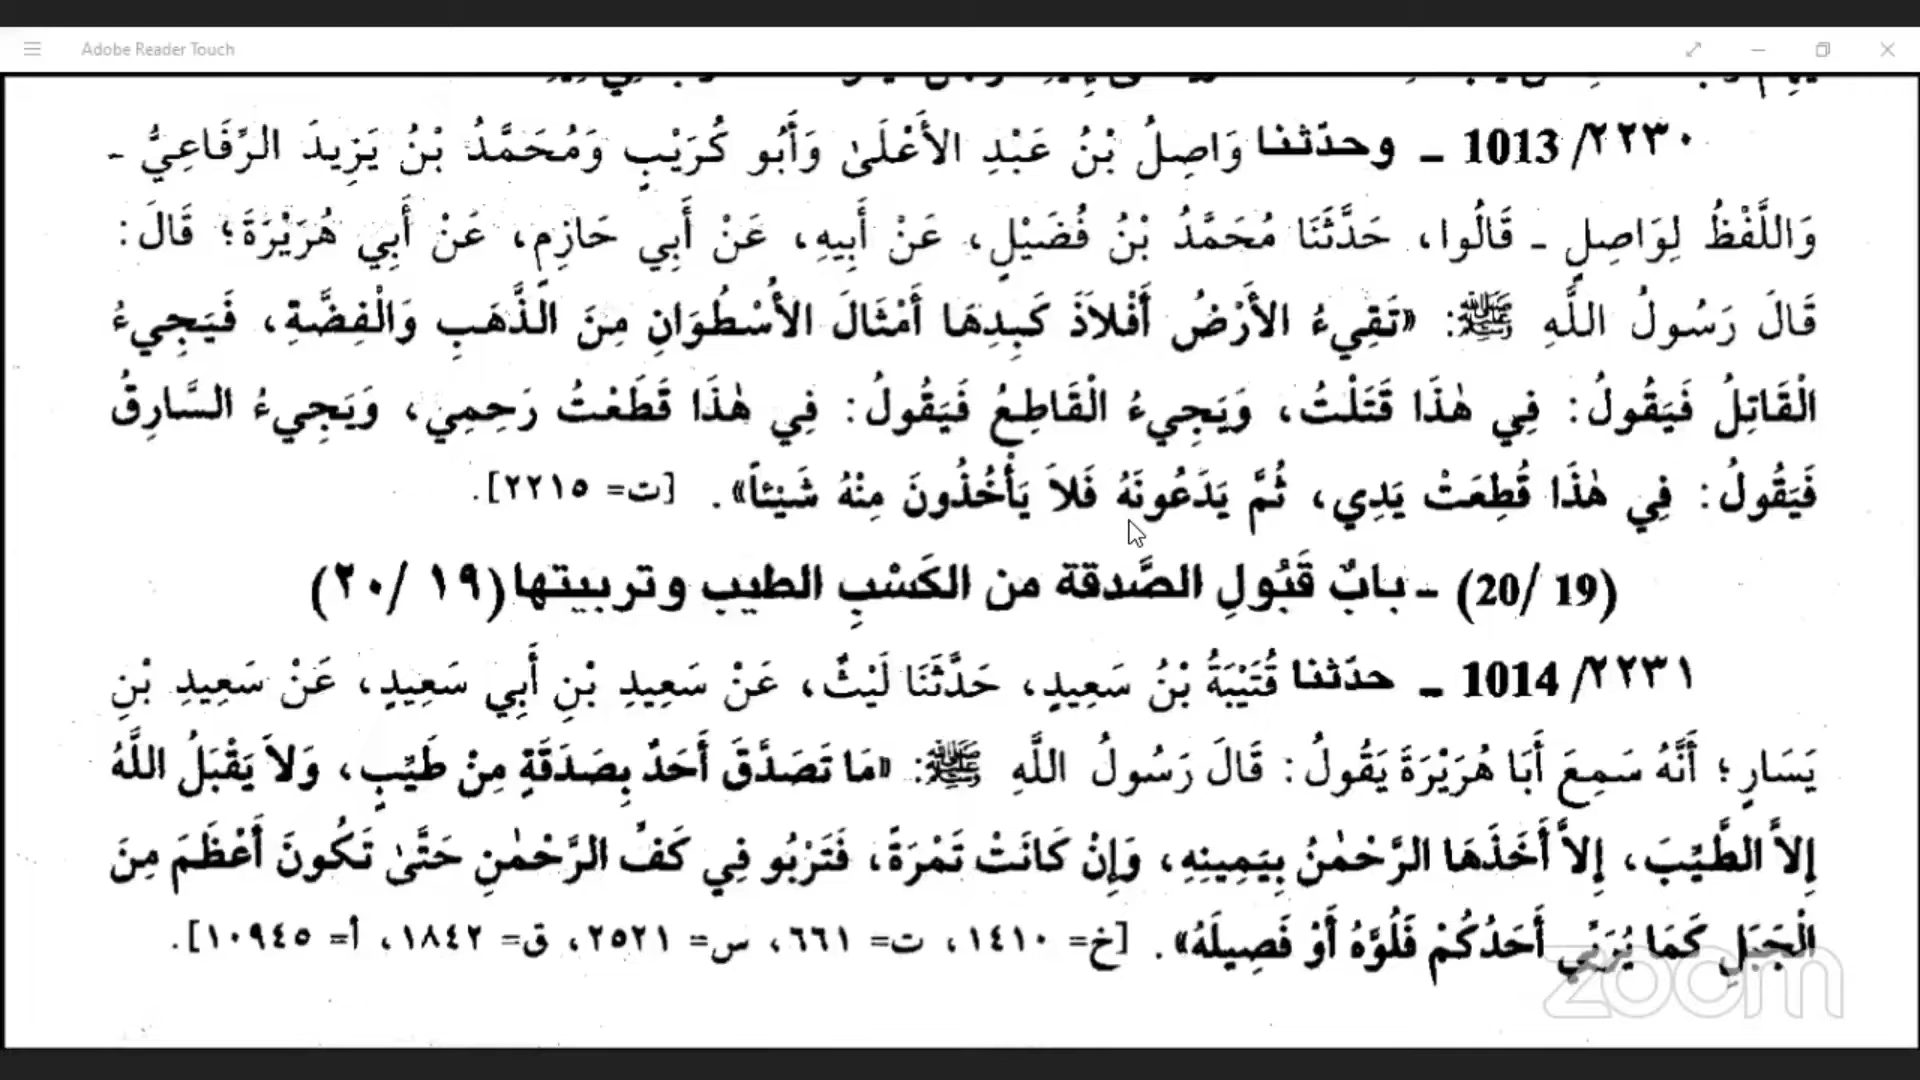 Adobe Reader Touch
٢٢٣٠/ 1013 ـ وحدّثنا وَاصِلُ بْنُ عَبْدِ الأَعْلَىٰ وَأَبُو كُرَيْبٍ وَمُحَمَّدُ بْنُ يَزِيدَ الرِّفَاعِيُّ ـ
وَاللَّفْظُ لِوَاصِلٍ ـ قَالُوا، حَدَّثَنَا مُحَمَّدُ بْنُ فُضَيْلٍ، عَنْ أَبِيهِ، عَنْ أَبِي حَازِمٍ، عَنْ أَبِي هُرَيْرَةَ؛ قَالَ:
قَالَ رَسُولُ اللَّهِ ﷺ: «تَقِيءُ الأَرْضُ أَفْلاَذَ كَبِدِهَا أَمْثَالَ الأُسْطُوَانِ مِنَ الذَّهَبِ وَالْفِضَّةِ، فَيَجِيءُ
الْقَاتِلُ فَيَقُولُ: فِي هٰذَا قَتَلْتُ، وَيَجِيءُ الْقَاطِعُ فَيَقُولُ: فِي هٰذَا قَطَعْتُ رَحِمِي، وَيَجِيءُ السَّارِقُ
فَيَقُولُ: فِي هٰذَا قُطِعَتْ يَدِي، ثُمَّ يَدَعُونَهُ فَلاَ يَأْخُذُونَ مِنْهُ شَيْئاً». [ت= ٢٢١٥].
(19 /20) ـ بابُ قَبُولِ الصَّدقة من الكَسْبِ الطيب وتربيتها (١٩ /٢٠)
٢٢٣١/ 1014 ـ حدّثنا قُتَيْبَةُ بْنُ سَعِيدٍ، حَدَّثَنَا لَيْثٌ، عَنْ سَعِيدِ بْنِ أَبِي سَعِيدٍ، عَنْ سَعِيدِ بْنِ
يَسَارٍ؛ أَنَّهُ سَمِعَ أَبَا هُرَيْرَةَ يَقُولُ: قَالَ رَسُولُ اللَّهِ ﷺ: «مَا تَصَدَّقَ أَحَدٌ بِصَدَقَةٍ مِنْ طَيِّبٍ، وَلاَ يَقْبَلُ اللَّهُ
إِلاَّ الطَّيِّبَ، إِلاَّ أَخَذَهَا الرَّحْمٰنُ بِيَمِينِهِ، وَإِنْ كَانَتْ تَمْرَةً، فَتَرْبُو فِي كَفِّ الرَّحْمٰنِ حَتَّىٰ تَكُونَ أَعْظَمَ مِنَ
الْجَبَلِ كَمَا يُرَبِّي أَحَدُكُمْ فَلُوَّهُ أَوْ فَصِيلَهُ». [خ= ١٤١٠، ت= ٦٦١، س= ٢٥٢١، ق= ١٨٤٢، أ= ١٠٩٤٥].
zoom